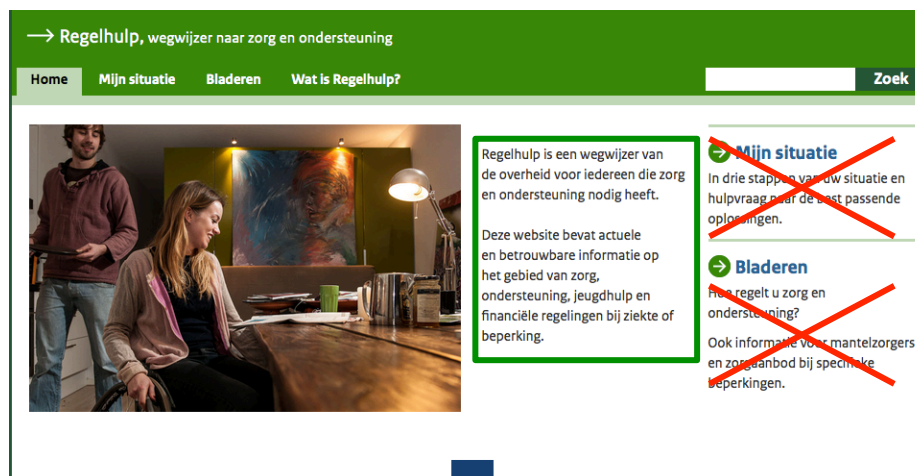 Regelhulp, wegwijzer naar zorg en ondersteuning
Home Mijn situatie Bladeren Wat is Regelhulp? Zoek
Regelhulp is een wegwijzer van
de overheid voor iedereen die zorg
en ondersteuning nodig heeft.
Deze website bevat actuele
en betrouwbare informatie op
het gebied van zorg,
ondersteuning, jeugdhulp en
financiële regelingen bij ziekte of
beperking.
Mijn situatie
In drie stappen van uw situatie en
hulpvraag naar de best passende
oplossingen.
Bladeren
Hoe regelt u zorg en
ondersteuning?
Ook informatie voor mantelzorgers
en zorgaanbod bij specifieke
beperkingen.